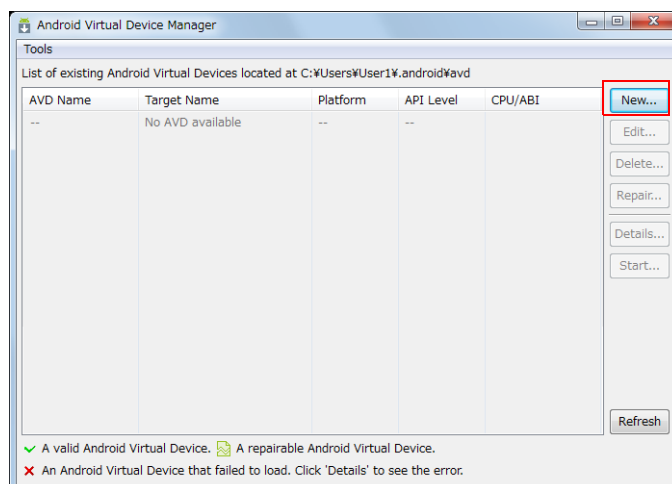 Android Virtual Device Manager
Tools
List of existing Android Virtual Devices located at C:¥Users¥User1¥.android¥avd
AVD Name Target Name Platform API Level CPU/ABI
-- No AVD available -- --
New...
Edit...
Delete...
Repair...
Details...
Start...
Refresh
A valid Android Virtual Device. A repairable Android Virtual Device.
An Android Virtual Device that failed to load. Click 'Details' to see the error.